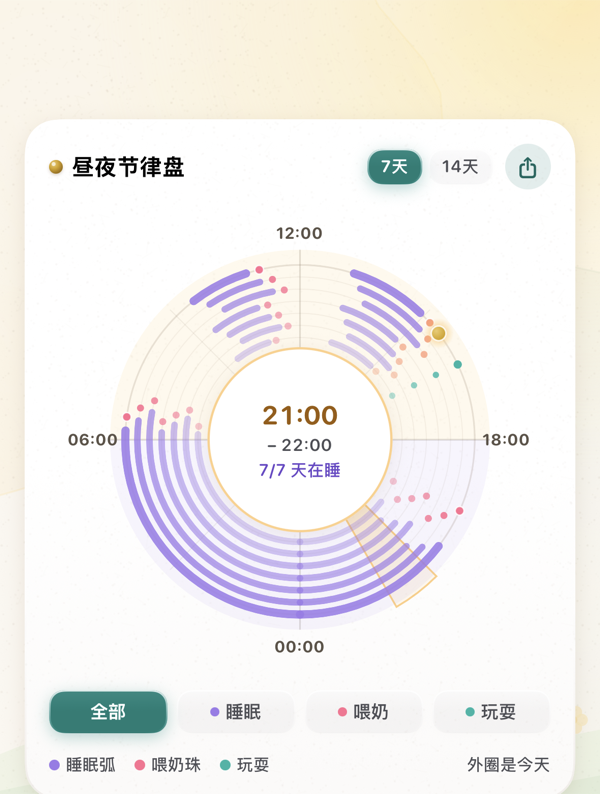 昼夜节律盘
7天
14天
12:00
06:00
18:00
21:00
– 22:00
7/7 天在睡
00:00
全部
睡眠
喂奶
玩耍
睡眠弧
喂奶珠
玩耍
外圈是今天